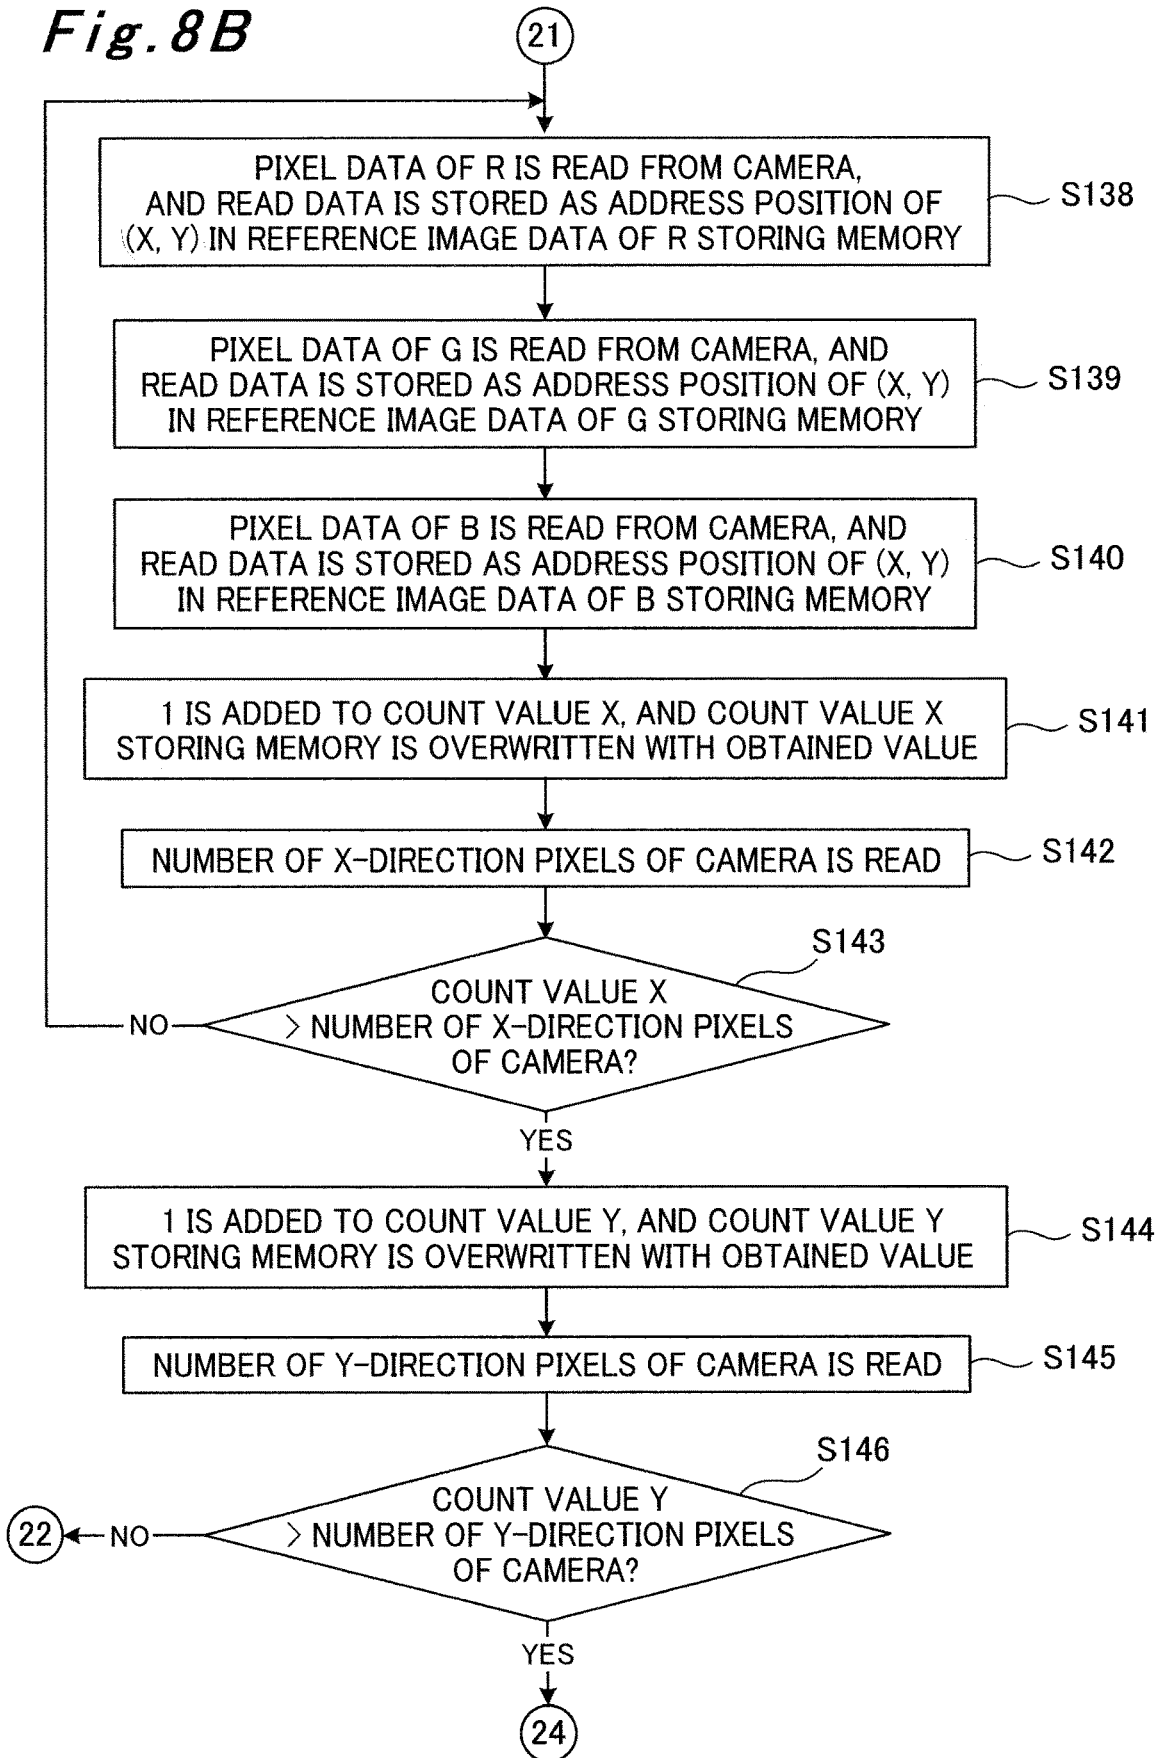 Fig. 8B
21
PIXEL DATA OF R IS READ FROM CAMERA,
AND READ DATA IS STORED AS ADDRESS POSITION OF
(X, Y) IN REFERENCE IMAGE DATA OF R STORING MEMORY
S138
PIXEL DATA OF G IS READ FROM CAMERA, AND
READ DATA IS STORED AS ADDRESS POSITION OF (X, Y)
IN REFERENCE IMAGE DATA OF G STORING MEMORY
S139
PIXEL DATA OF B IS READ FROM CAMERA, AND
READ DATA IS STORED AS ADDRESS POSITION OF (X, Y)
IN REFERENCE IMAGE DATA OF B STORING MEMORY
S140
1 IS ADDED TO COUNT VALUE X, AND COUNT VALUE X
STORING MEMORY IS OVERWRITTEN WITH OBTAINED VALUE
S141
NUMBER OF X-DIRECTION PIXELS OF CAMERA IS READ
S142
S143
COUNT VALUE X
> NUMBER OF X-DIRECTION PIXELS
OF CAMERA?
NO
YES
1 IS ADDED TO COUNT VALUE Y, AND COUNT VALUE Y
STORING MEMORY IS OVERWRITTEN WITH OBTAINED VALUE
S144
NUMBER OF Y-DIRECTION PIXELS OF CAMERA IS READ
S145
S146
COUNT VALUE Y
> NUMBER OF Y-DIRECTION PIXELS
OF CAMERA?
22
NO
YES
24